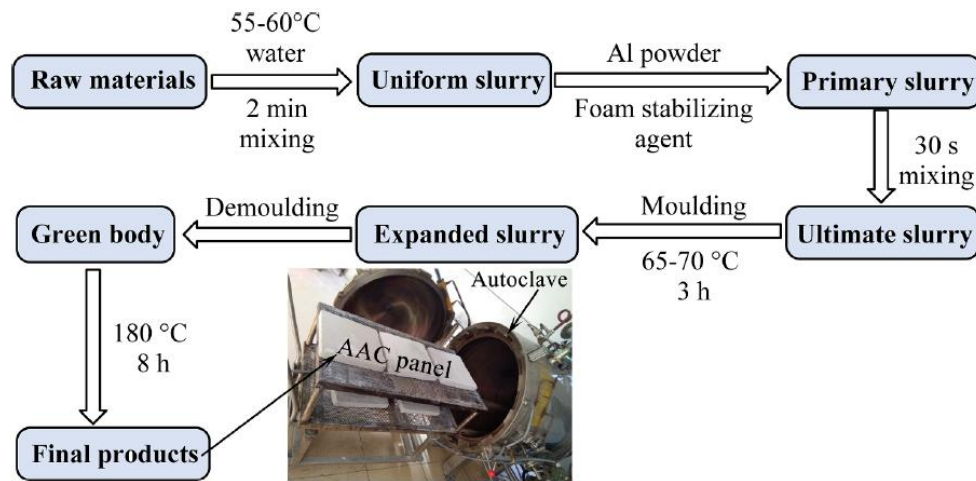 55-60°C
water
Raw materials
2 min
mixing
Uniform slurry
Al powder
Foam stabilizing
agent
Primary slurry
30 s
mixing
Ultimate slurry
Moulding
65-70 °C
3 h
Expanded slurry
Demoulding
Green body
180 °C
8 h
Final products
Autoclave
AAC panel